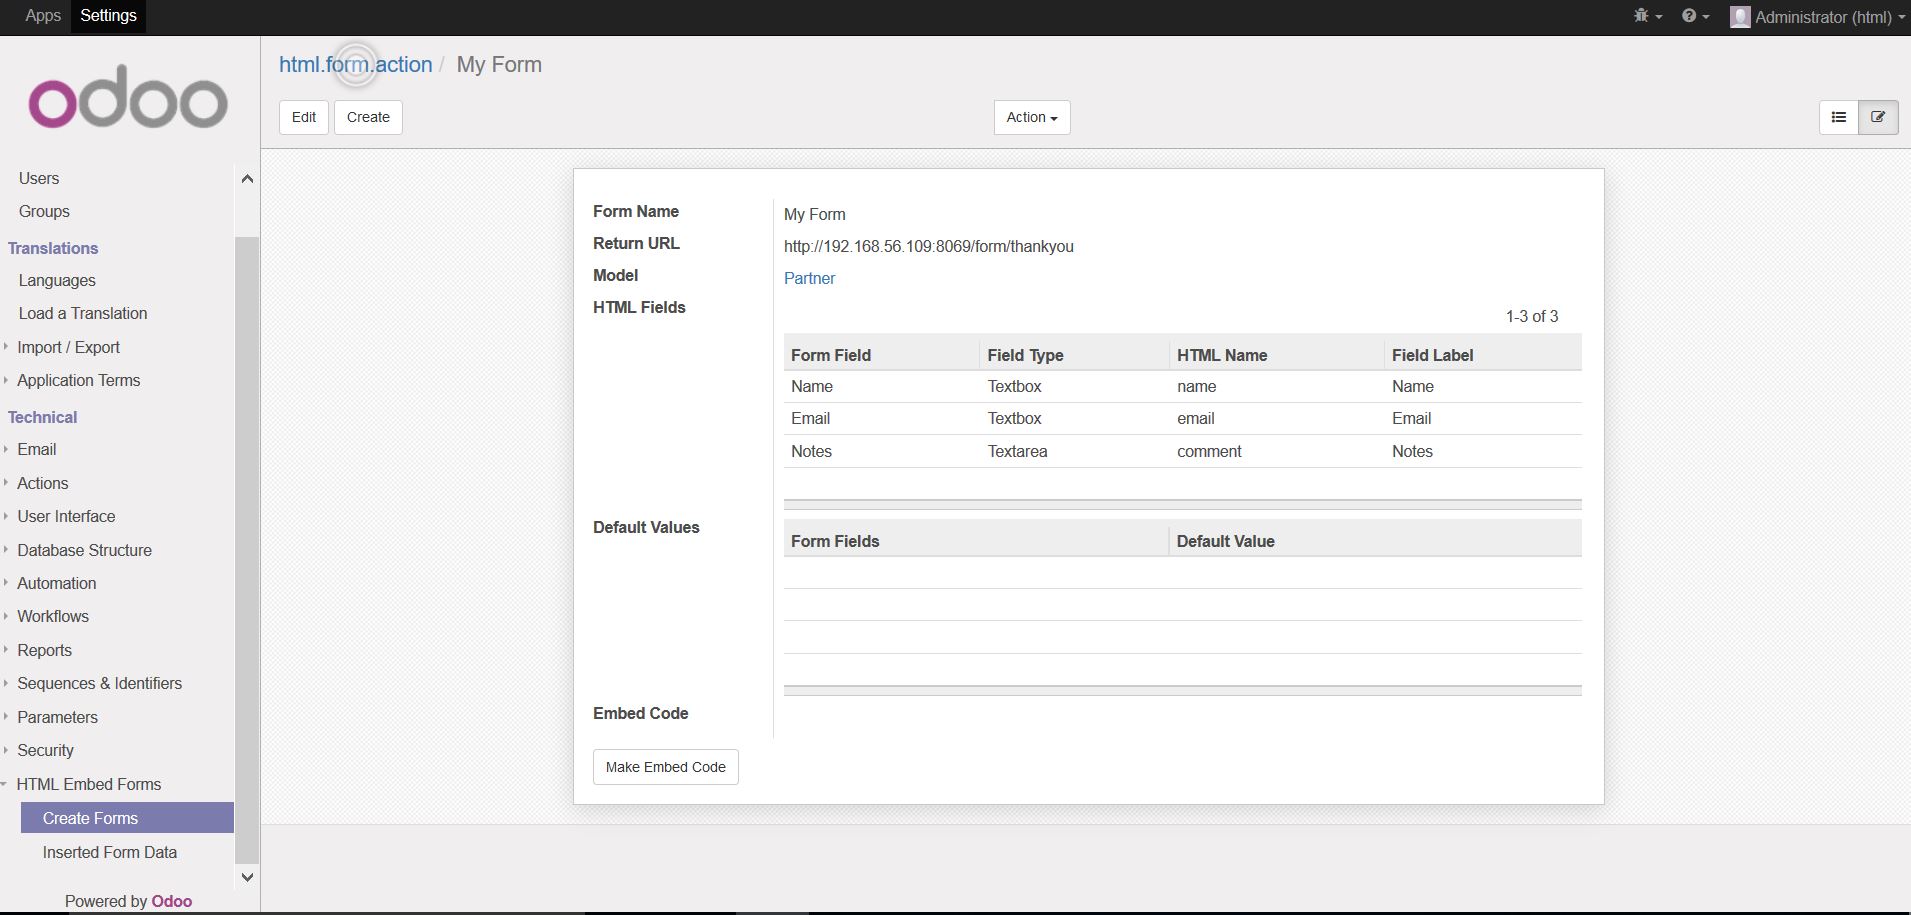 Apps Settings Administrator (html)
odoo
html.form.action / My Form
Edit Create Action
Users
Groups
Translations
Languages
Load a Translation
Import / Export
Application Terms
Technical
Email
Actions
User Interface
Database Structure
Automation
Workflows
Reports
Sequences & Identifiers
Parameters
Security
HTML Embed Forms
Create Forms
Inserted Form Data
Powered by Odoo
Form Name My Form
Return URL http://192.168.56.109:8069/form/thankyou
Model Partner
HTML Fields
1-3 of 3
Form Field Field Type HTML Name Field Label
Name Textbox name Name
Email Textbox email Email
Notes Textarea comment Notes
Default Values
Form Fields Default Value
Embed Code
Make Embed Code